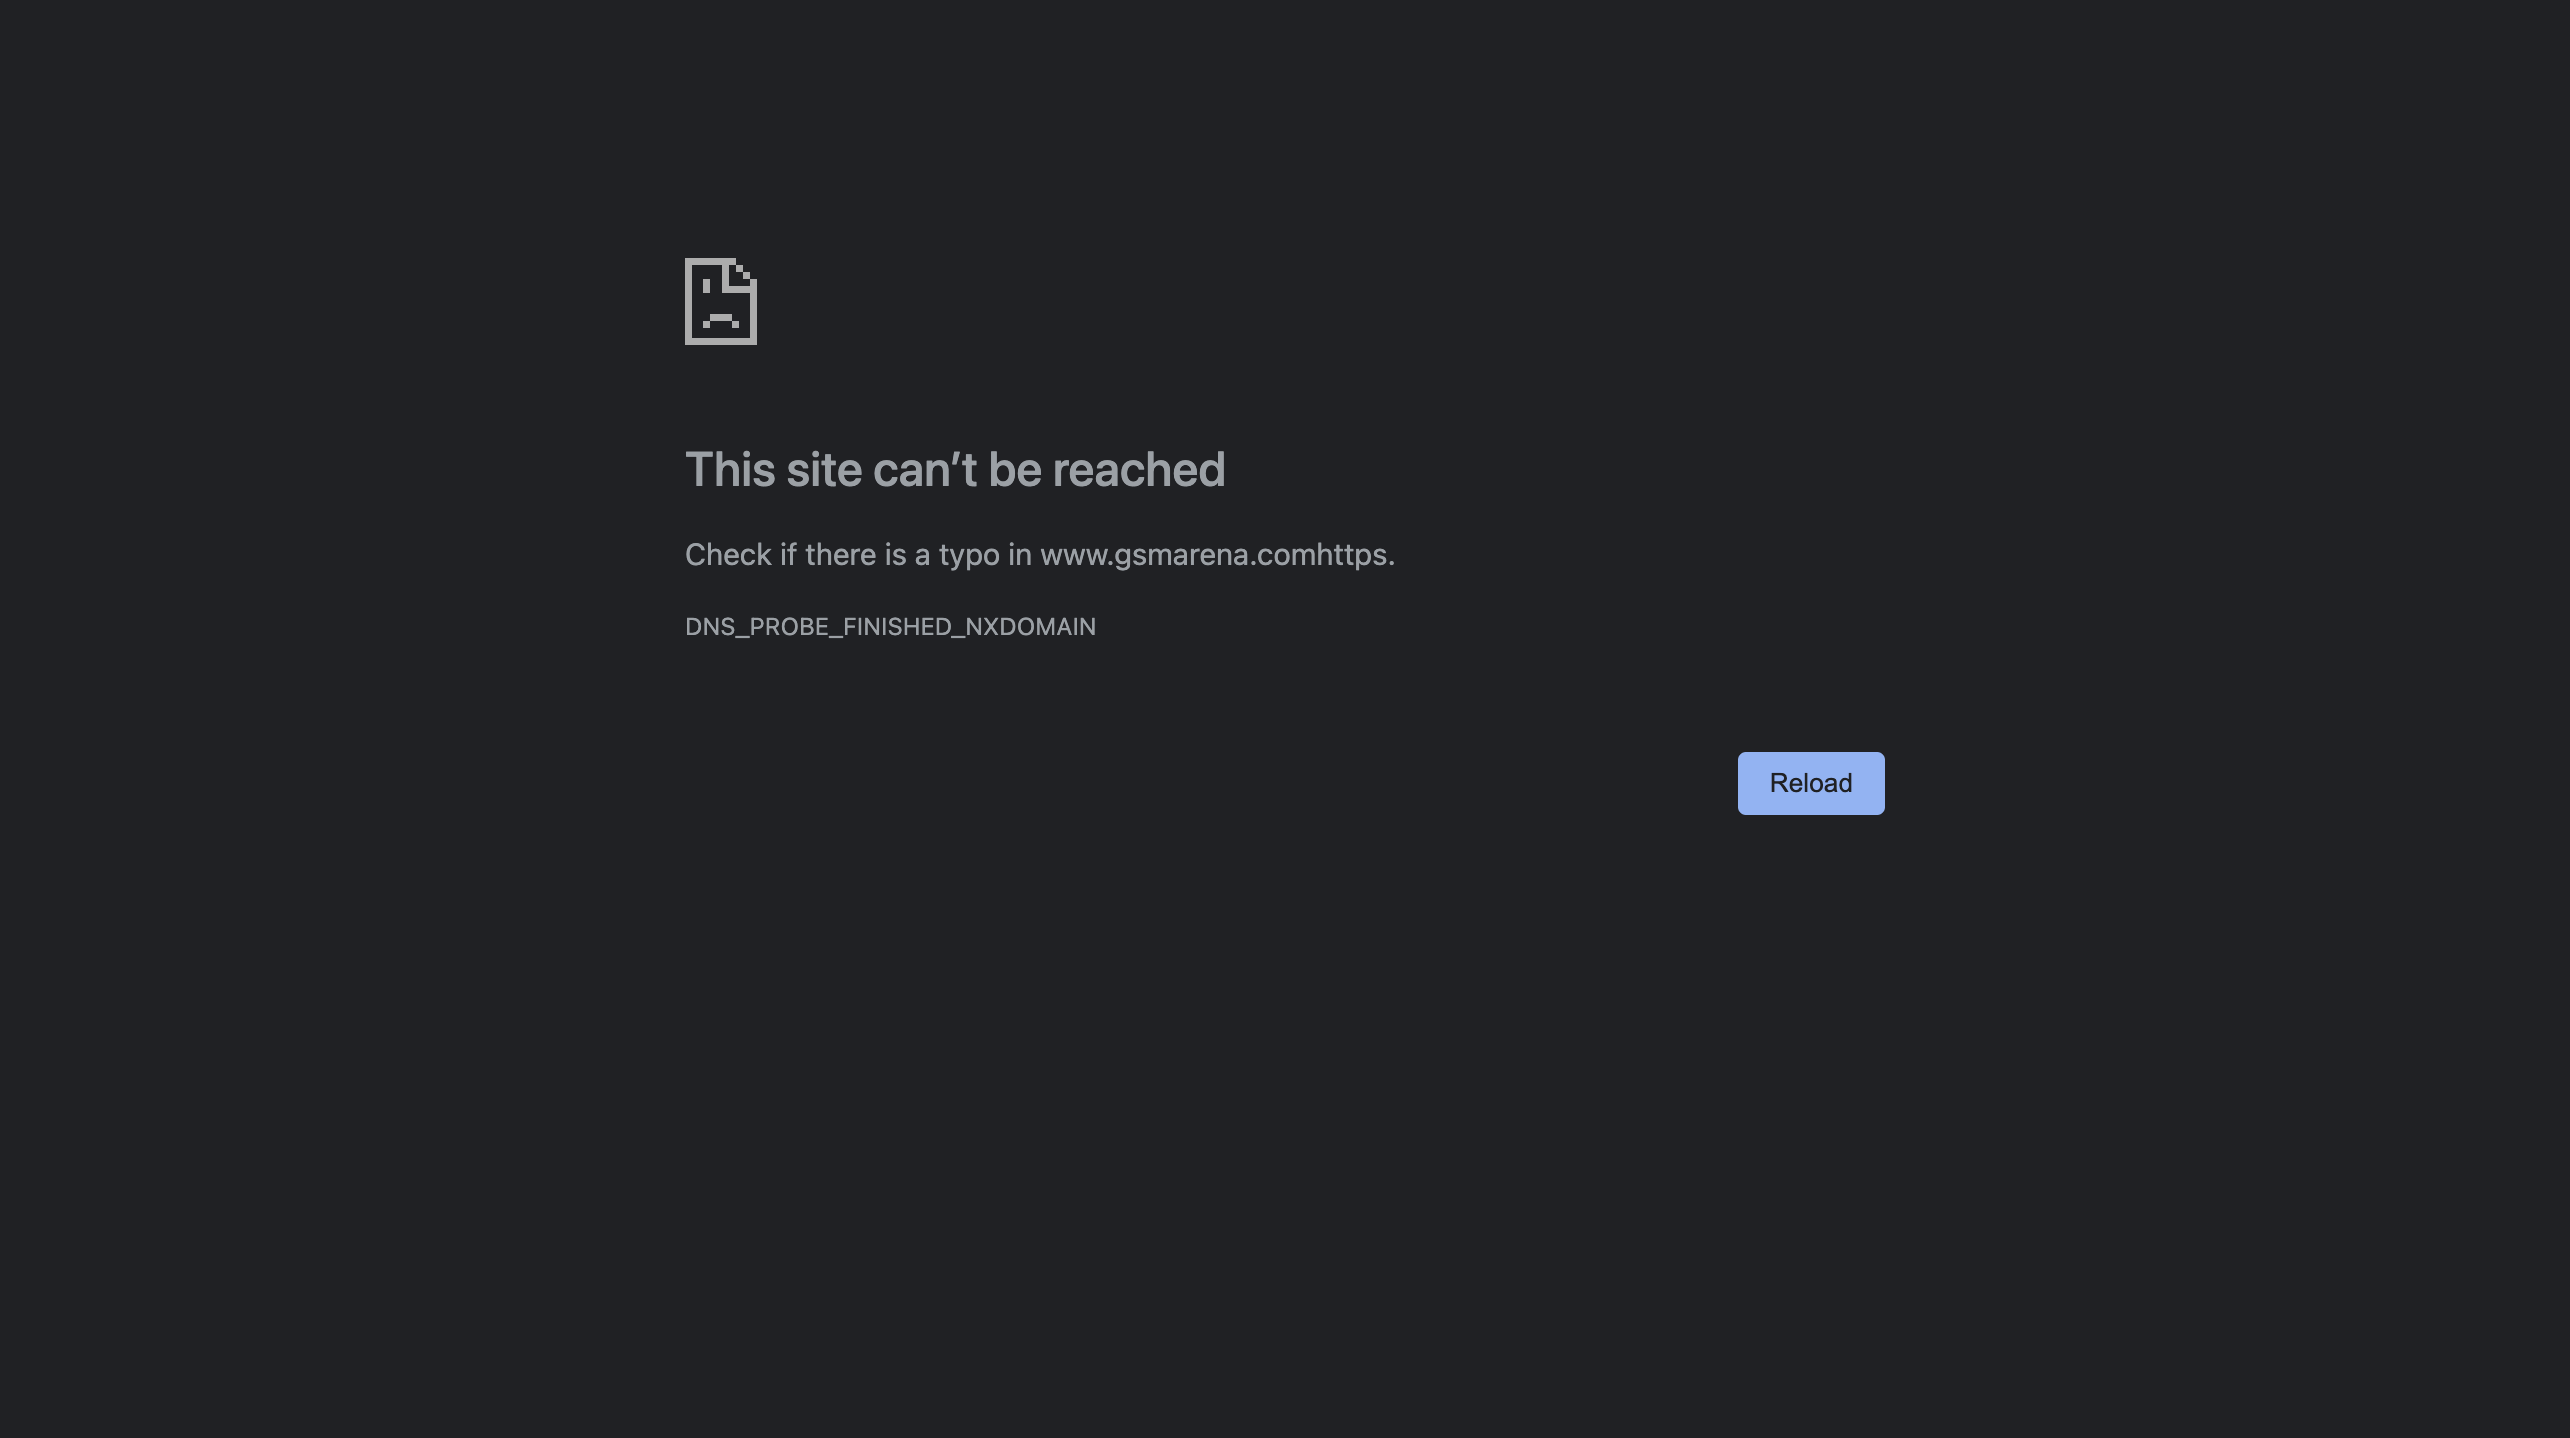 This site can’t be reached
Check if there is a typo in www.gsmarena.comhttps.
DNS_PROBE_FINISHED_NXDOMAIN
Reload